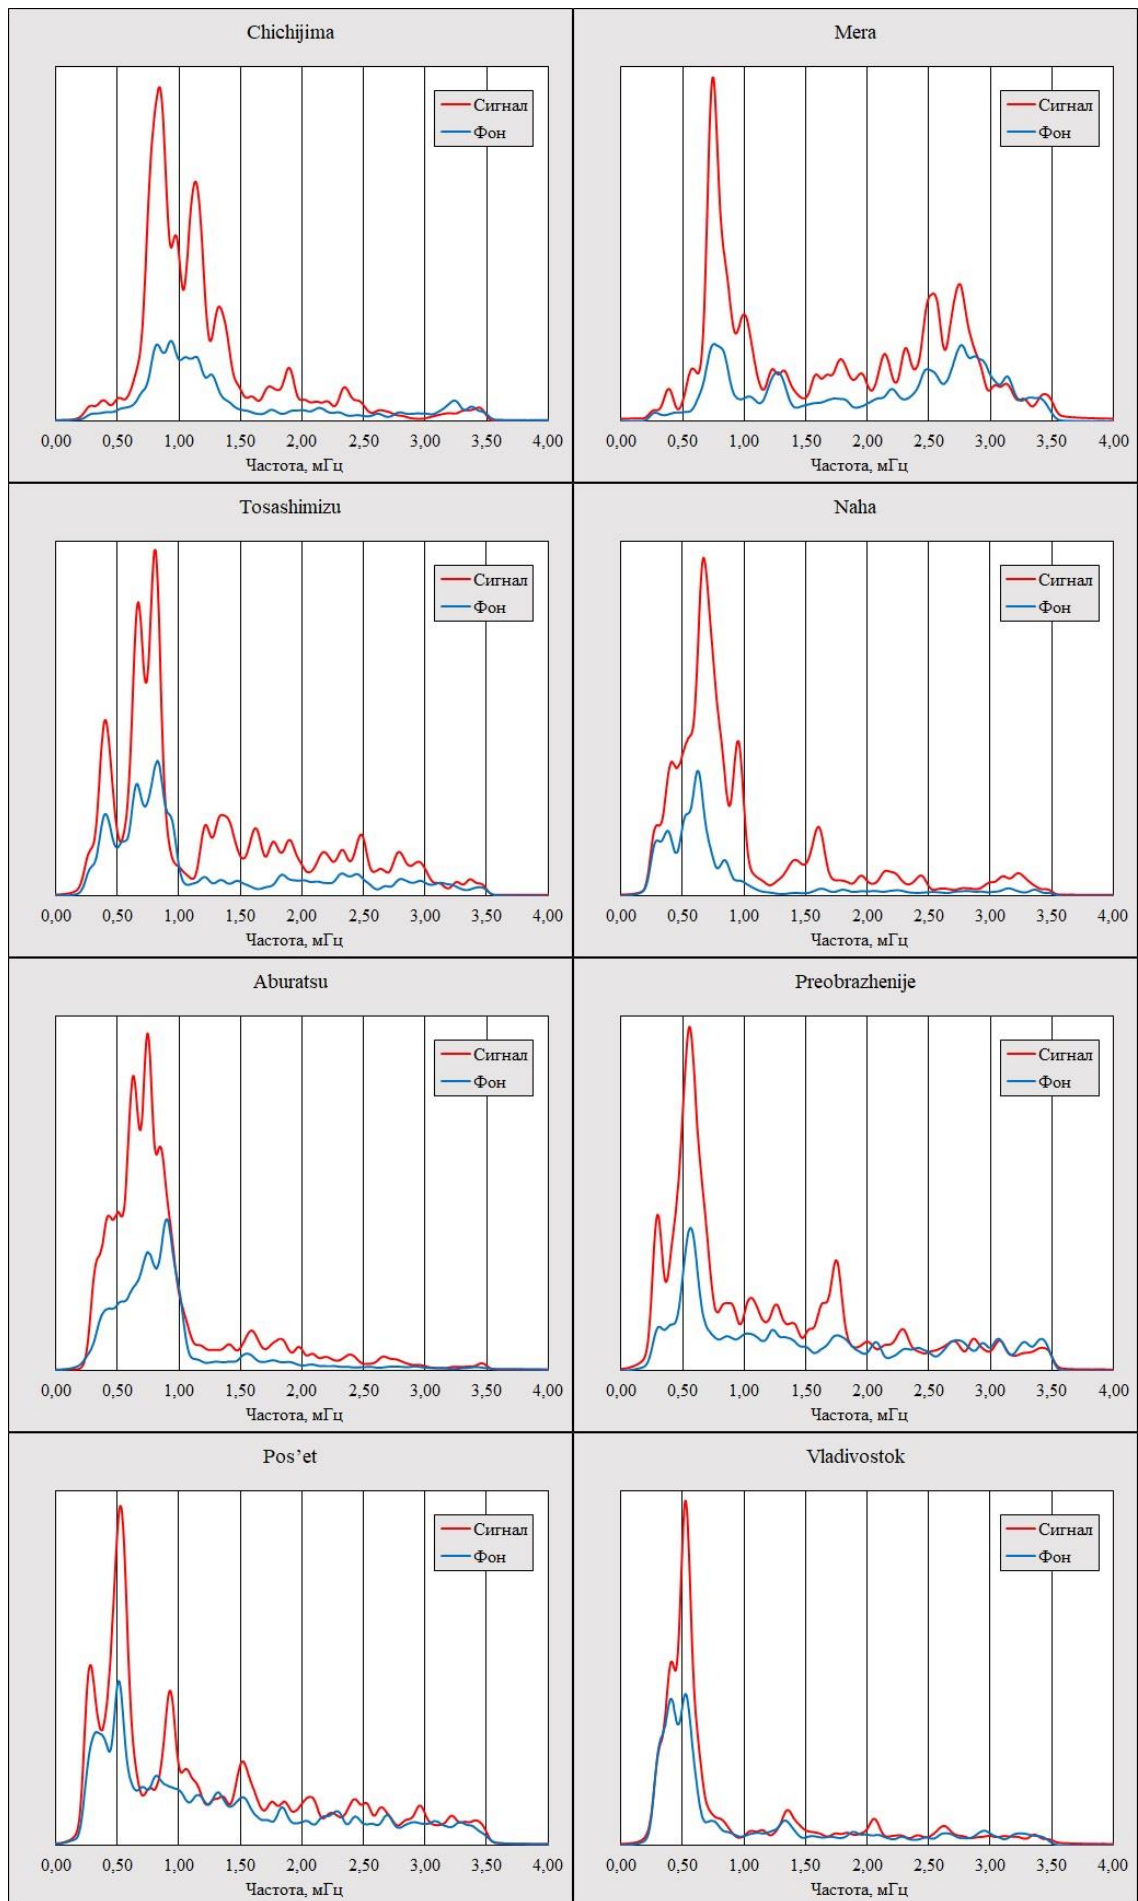 Chichijima
Сигнал
Фон
0,00 0,50 1,00 1,50 2,00 2,50 3,00 3,50 4,00
Частота, мГц
Mera
Сигнал
Фон
0,00 0,50 1,00 1,50 2,00 2,50 3,00 3,50 4,00
Частота, мГц
Tosashimizu
Сигнал
Фон
0,00 0,50 1,00 1,50 2,00 2,50 3,00 3,50 4,00
Частота, мГц
Naha
Сигнал
Фон
0,00 0,50 1,00 1,50 2,00 2,50 3,00 3,50 4,00
Частота, мГц
Aburatsu
Сигнал
Фон
0,00 0,50 1,00 1,50 2,00 2,50 3,00 3,50 4,00
Частота, мГц
Preobrazhenije
Сигнал
Фон
0,00 0,50 1,00 1,50 2,00 2,50 3,00 3,50 4,00
Частота, мГц
Pos’et
Сигнал
Фон
0,00 0,50 1,00 1,50 2,00 2,50 3,00 3,50 4,00
Частота, мГц
Vladivostok
Сигнал
Фон
0,00 0,50 1,00 1,50 2,00 2,50 3,00 3,50 4,00
Частота, мГц